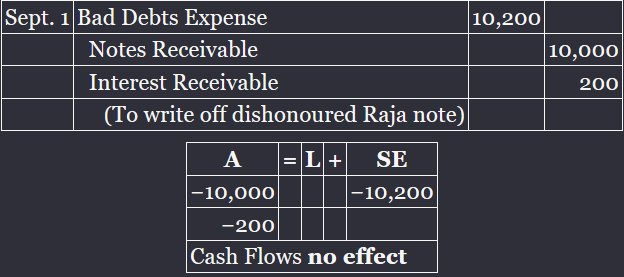 Sept. 1 Bad Debts Expense 10,200
Notes Receivable 10,000
Interest Receivable 200
(To write off dishonoured Raja note)
A = L + SE
−10,000 −10,200
−200
Cash Flows no effect